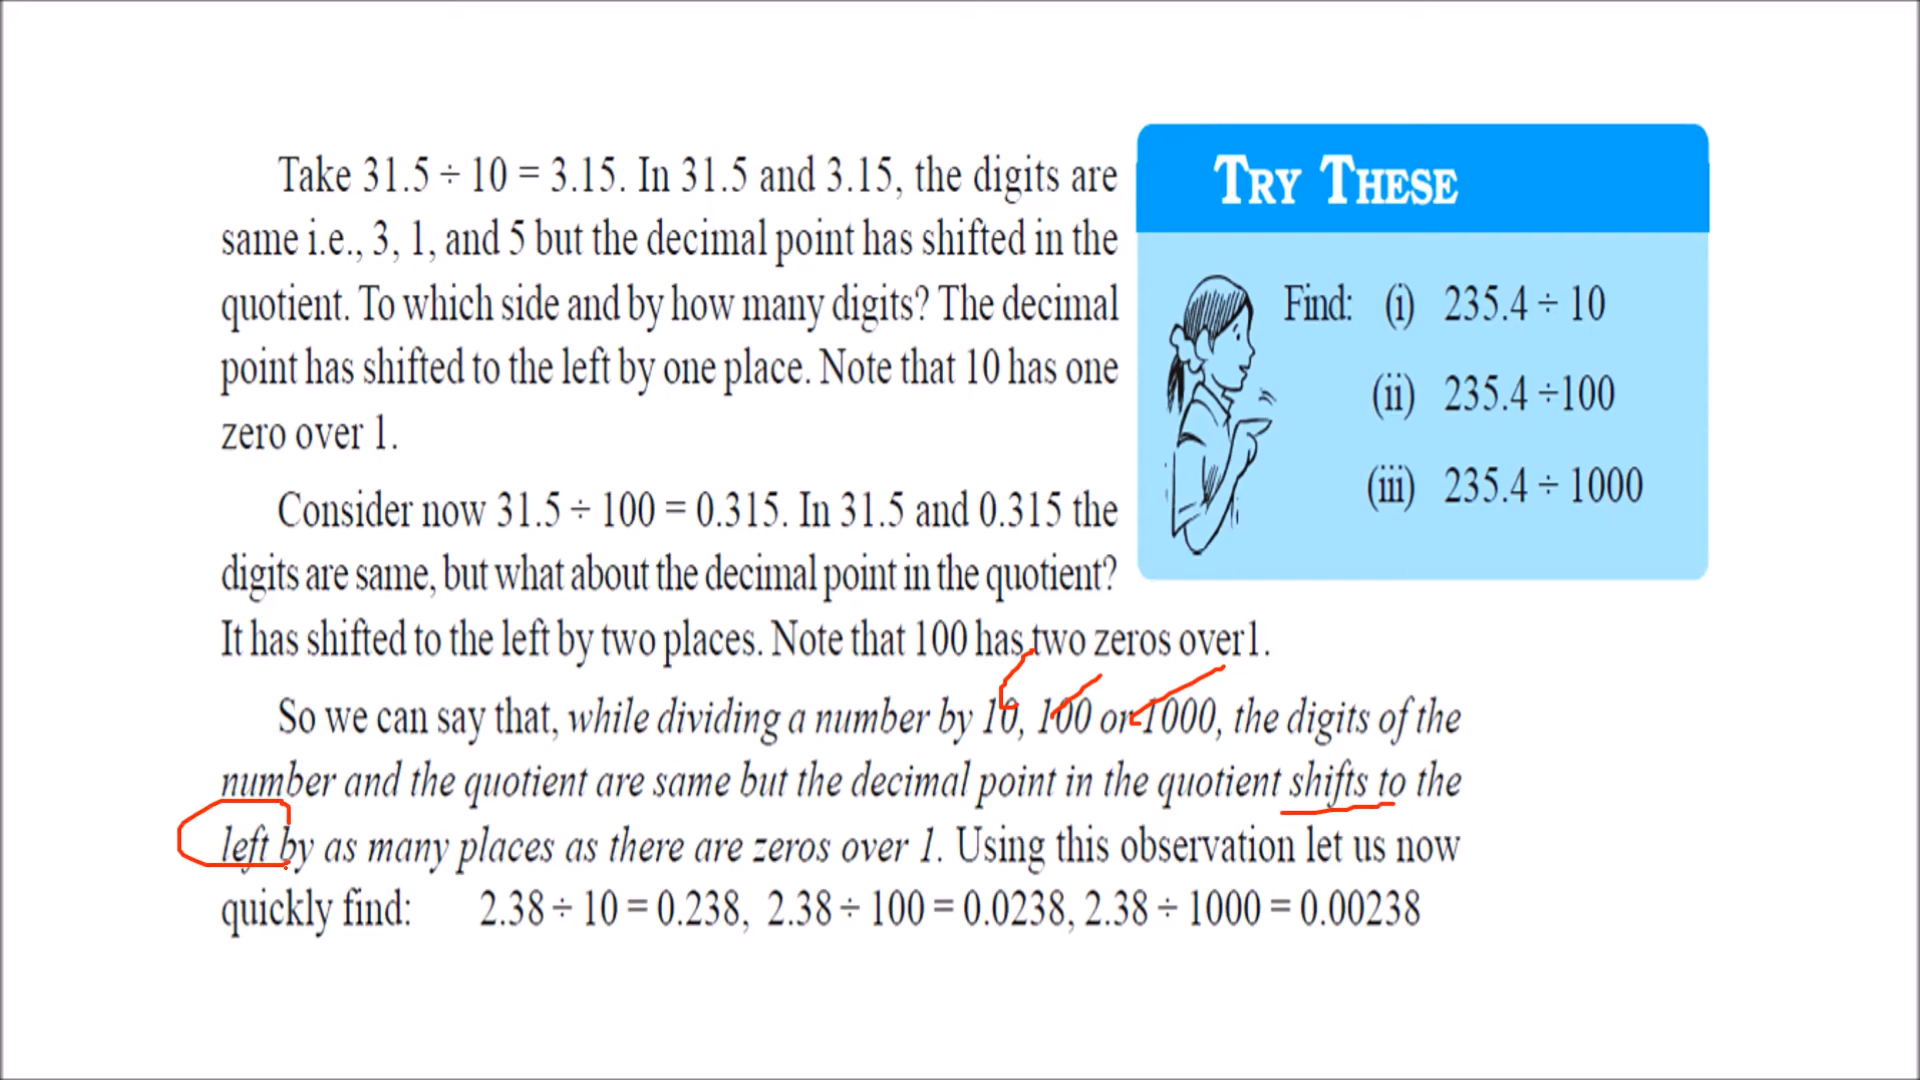 Take 31.5 ÷ 10 = 3.15. In 31.5 and 3.15, the digits are
same i.e., 3, 1, and 5 but the decimal point has shifted in the
quotient. To which side and by how many digits? The decimal
point has shifted to the left by one place. Note that 10 has one
zero over 1.
Consider now 31.5 ÷ 100 = 0.315. In 31.5 and 0.315 the
digits are same, but what about the decimal point in the quotient?
It has shifted to the left by two places. Note that 100 has two zeros over1.
So we can say that, while dividing a number by 10, 100 or 1000, the digits of the
number and the quotient are same but the decimal point in the quotient shifts to the
left by as many places as there are zeros over 1. Using this observation let us now
quickly find: 2.38 ÷ 10 = 0.238, 2.38 ÷ 100 = 0.0238, 2.38 ÷ 1000 = 0.00238
TRY THESE
Find: (i) 235.4 ÷ 10
(ii) 235.4 ÷100
(iii) 235.4 ÷ 1000